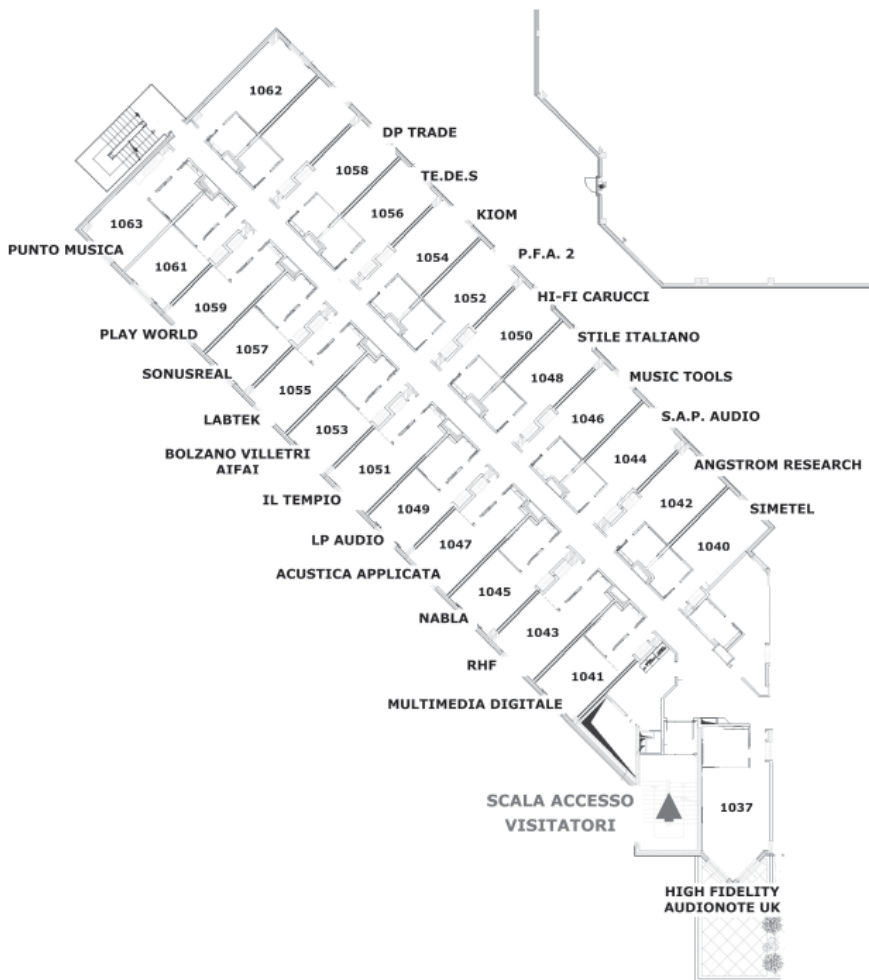 1062
DP TRADE
1058
TE.DE.S
1056
KIOM
1063
PUNTO MUSICA
1054
P.F.A. 2
1061
1052
HI-FI CARUCCI
1059
PLAY WORLD
1050
STILE ITALIANO
1057
SONUSREAL
1048
MUSIC TOOLS
1055
LABTEK
1046
S.A.P. AUDIO
1053
BOLZANO VILLETRI
AIFAI
1044
ANGSTROM RESEARCH
1051
IL TEMPIO
1042
SIMETEL
1049
LP AUDIO
1040
1047
ACUSTICA APPLICATA
1045
NABLA
1043
RHF
1041
MULTIMEDIA DIGITALE
SCALA ACCESSO
VISITATORI
1037
HIGH FIDELITY
AUDIONOTE UK